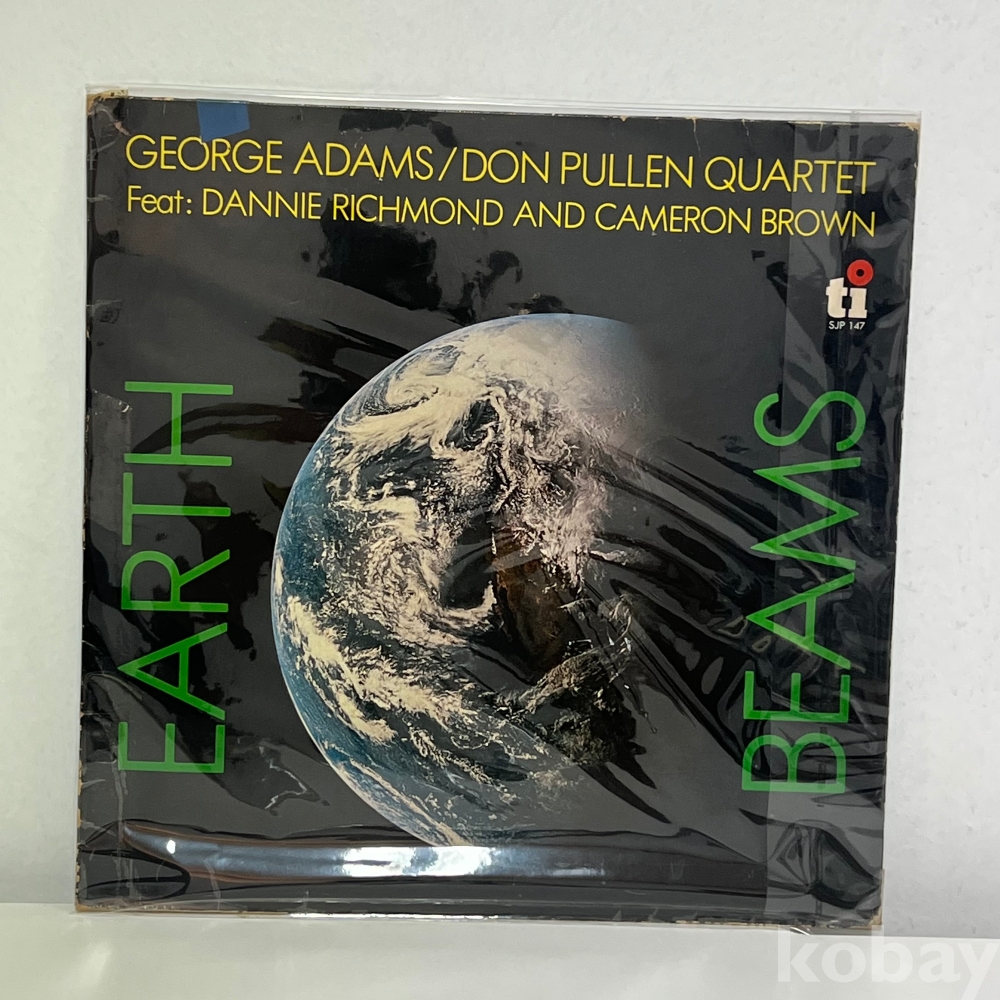 GEORGE ADAMS/DON PULLEN QUARTET
Feat: DANNIE RICHMOND AND CAMERON BROWN
ti
SJP 147
EARTH
BEAMS
kobay